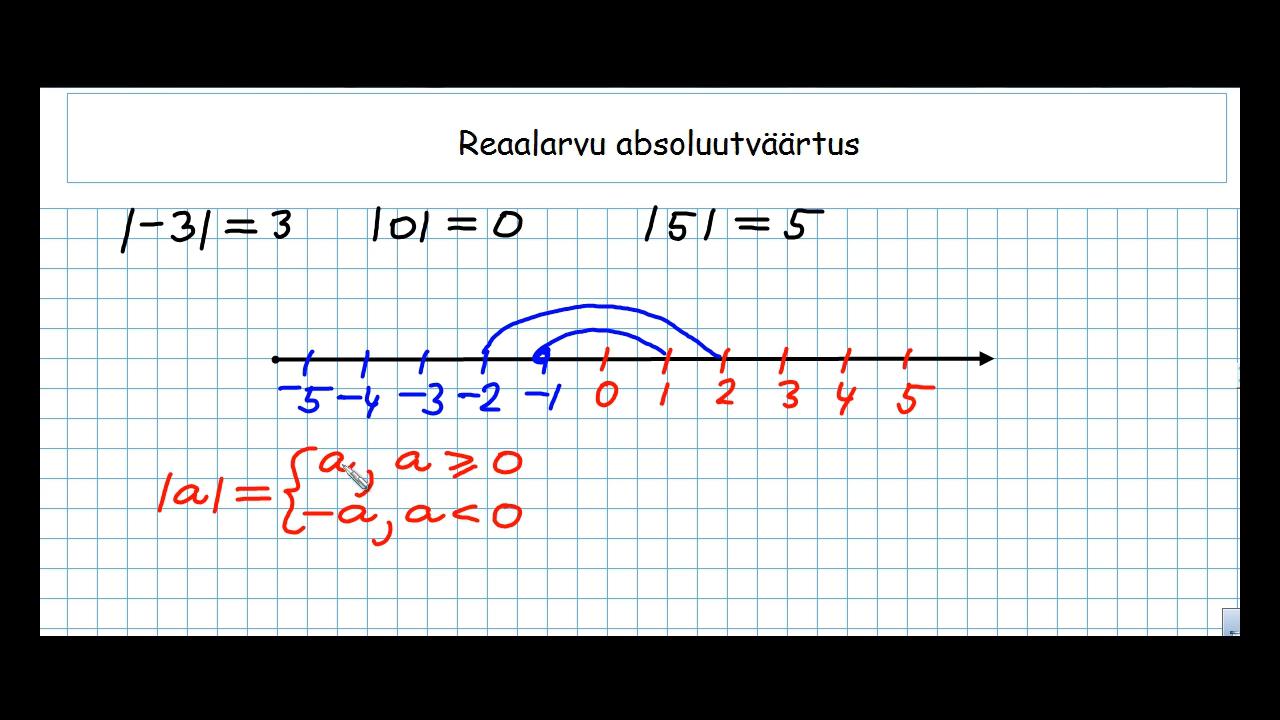 Reaalarvu absoluutväärtus
|-3| = 3 |0| = 0 |5| = 5
-5 -4 -3 -2 -1 0 1 2 3 4 5
|a| = { a, a ⩾ 0
-a, a < 0